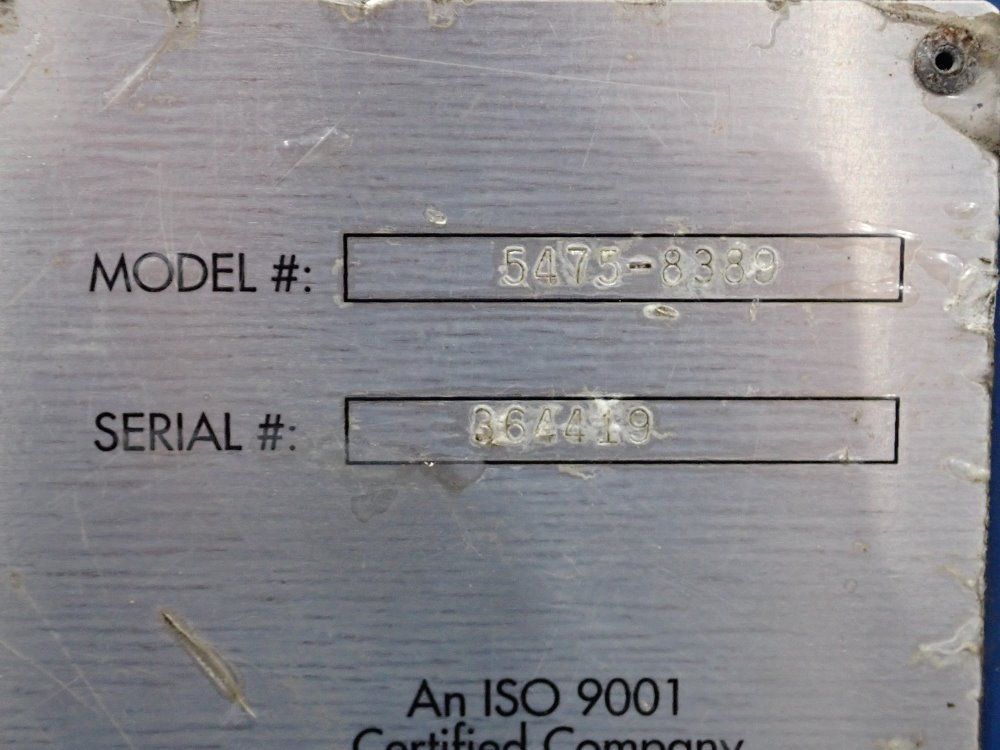 MODEL #: 5475-8389
SERIAL #: 364419
An ISO 9001
Certified Company